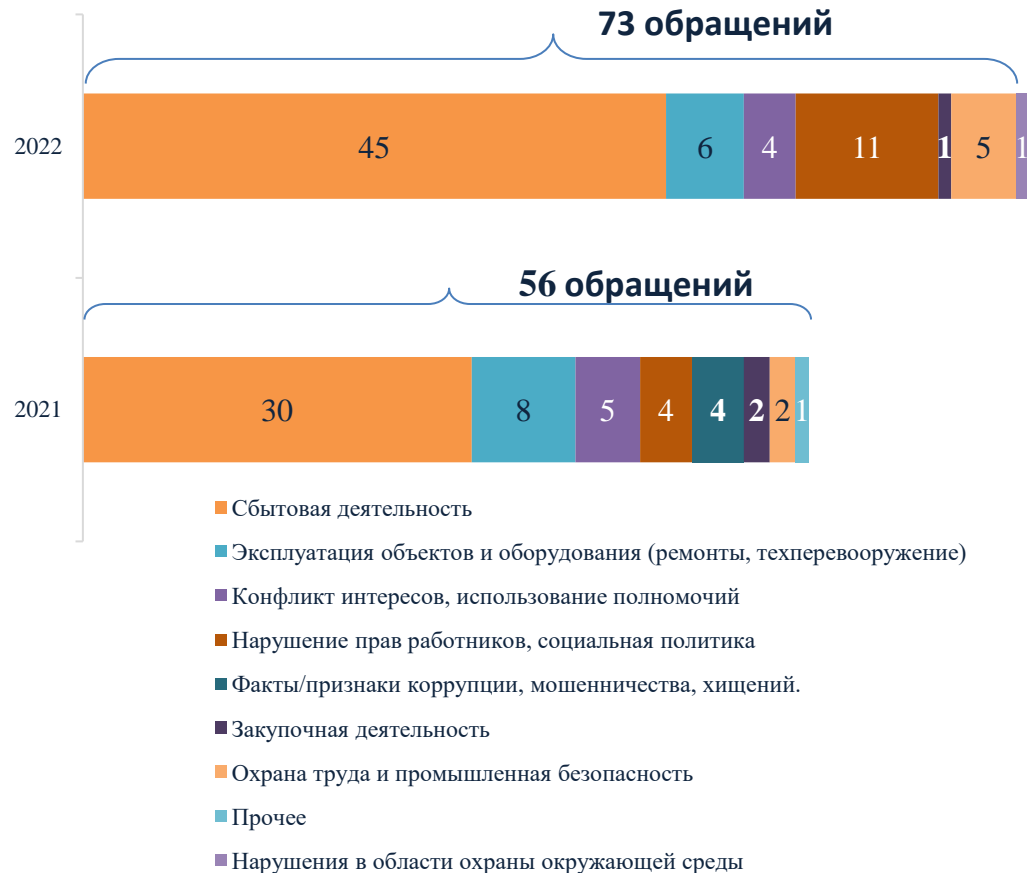 73 обращений
2022
45 6 4 11 1 5 1
56 обращений
2021
30 8 5 4 4 2 2 1
Сбытовая деятельность
Эксплуатация объектов и оборудования (ремонты, техперевооружение)
Конфликт интересов, использование полномочий
Нарушение прав работников, социальная политика
Факты/признаки коррупции, мошенничества, хищений.
Закупочная деятельность
Охрана труда и промышленная безопасность
Прочее
Нарушения в области охраны окружающей среды